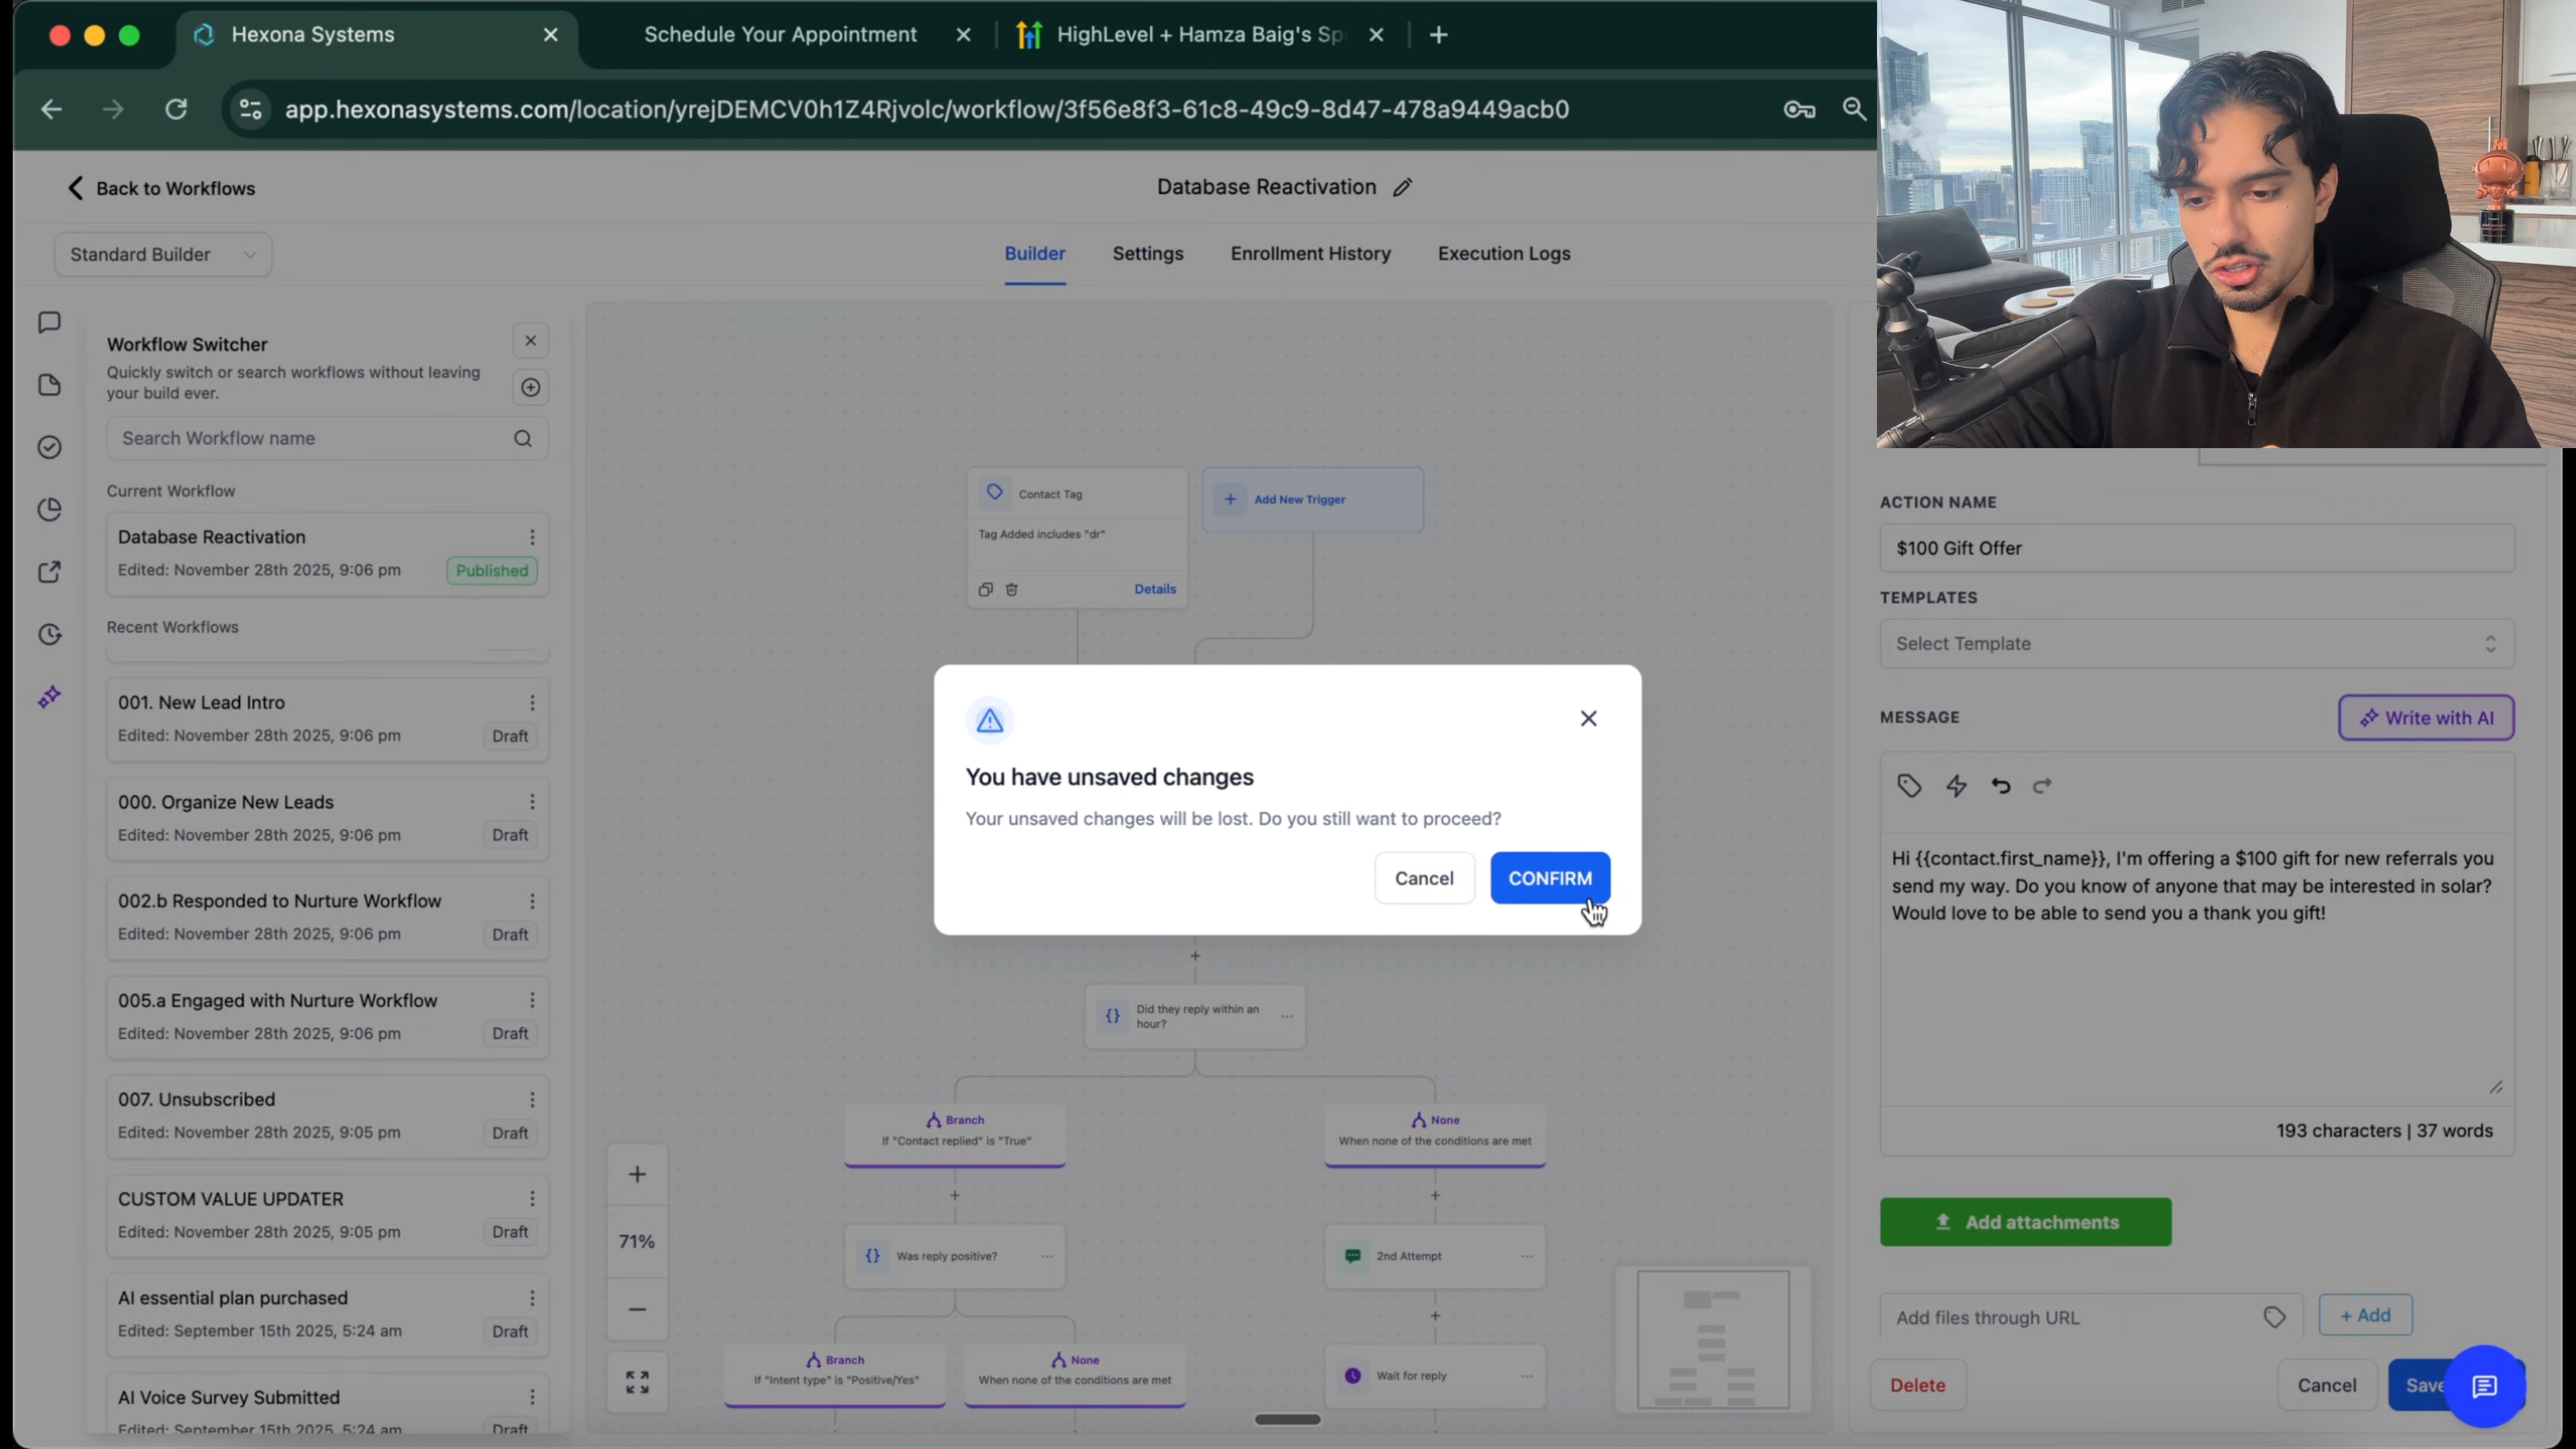 Hexona Systems
Schedule Your Appointment
HighLevel + Hamza Baig's Sp
app.hexonasystems.com/location/yrejDEMCV0h1Z4Rjvolc/workflow/3f56e8f3-61c8-49c9-8d47-478a9449acb0
Back to Workflows
Database Reactivation
Standard Builder
Builder
Settings
Enrollment History
Execution Logs
Workflow Switcher
Quickly switch or search workflows without leaving
your build ever.
Search Workflow name
Current Workflow
Database Reactivation
Edited: November 28th 2025, 9:06 pm
Published
Recent Workflows
001. New Lead Intro
Edited: November 28th 2025, 9:06 pm
Draft
000. Organize New Leads
Edited: November 28th 2025, 9:06 pm
Draft
002.b Responded to Nurture Workflow
Edited: November 28th 2025, 9:06 pm
Draft
005.a Engaged with Nurture Workflow
Edited: November 28th 2025, 9:06 pm
Draft
007. Unsubscribed
Edited: November 28th 2025, 9:05 pm
Draft
CUSTOM VALUE UPDATER
Edited: November 28th 2025, 9:05 pm
Draft
AI essential plan purchased
Edited: September 15th 2025, 5:24 am
Draft
AI Voice Survey Submitted
Edited: September 15th 2025, 5:24 am
Draft
Contact Tag
Tag Added includes "dr"
Details
Add New Trigger
You have unsaved changes
Your unsaved changes will be lost. Do you still want to proceed?
Cancel
CONFIRM
Did they reply within an
hour?
Branch
If "Contact replied" is "True"
None
When none of the conditions are met
Was reply positive?
2nd Attempt
Branch
If "Intent type" is "Positive/Yes"
None
When none of the conditions are met
Wait for reply
71%
ACTION NAME
$100 Gift Offer
TEMPLATES
Select Template
MESSAGE
Write with AI
Hi {{contact.first_name}}, I'm offering a $100 gift for new referrals you
send my way. Do you know of anyone that may be interested in solar?
Would love to be able to send you a thank you gift!
193 characters | 37 words
Add attachments
Add files through URL
+ Add
Delete
Cancel
Save